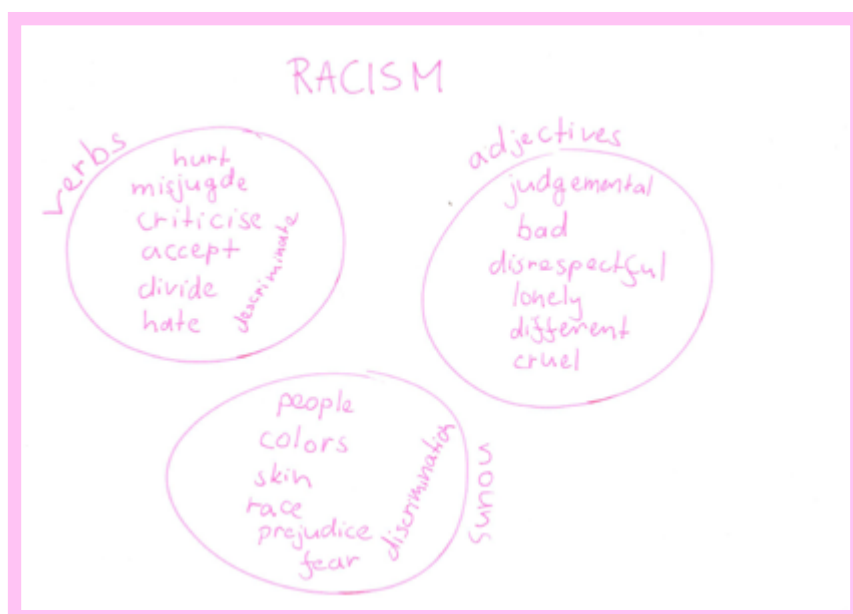 RACISM
verbs
hurt
misjugde
criticise
accept
divide
hate
descriminate
adjectives
judgemental
bad
disrespectful
lonely
different
cruel
nouns
people
colors
skin
race
prejudice
fear
discrimination